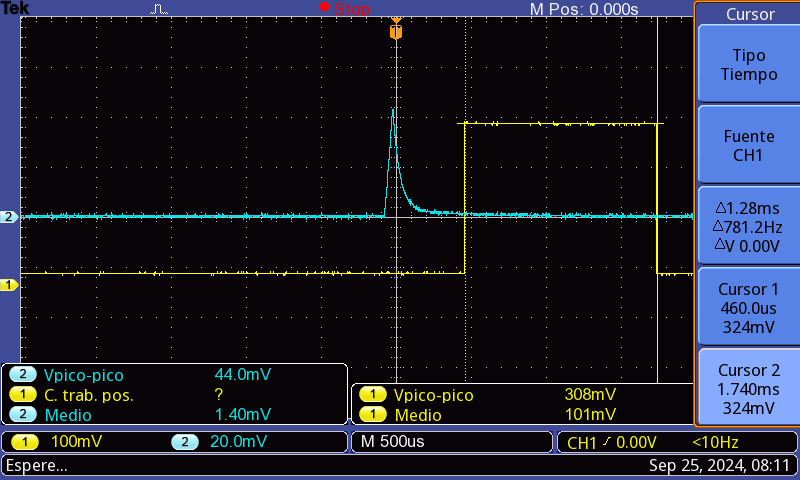 Tek
Stop
M Pos: 0.000s
Cursor
T
Tipo
Tiempo
Fuente
CH1
△1.28ms
△781.2Hz
△V 0.00V
2
1
Cursor 1
460.0us
324mV
Cursor 2
1.740ms
324mV
2 Vpico-pico 44.0mV
1 C. trab. pos. ?
2 Medio 1.40mV
1 Vpico-pico 308mV
1 Medio 101mV
1 100mV 2 20.0mV M 500us CH1 / 0.00V <10Hz
Espere... Sep 25, 2024, 08:11